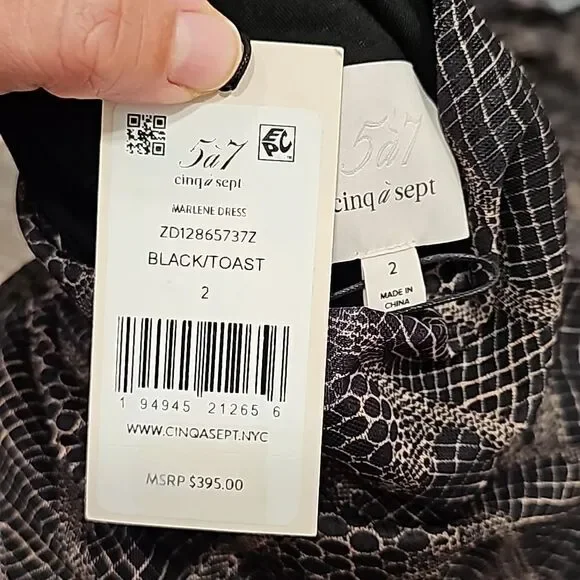 5à7
EPC
cinq à sept
MARLENE DRESS
ZD12865737Z
BLACK/TOAST
2
1 94945 21265 6
WWW.CINQASEPT.NYC
MSRP $395.00
5à7
cinq à sept
2
MADE IN
CHINA